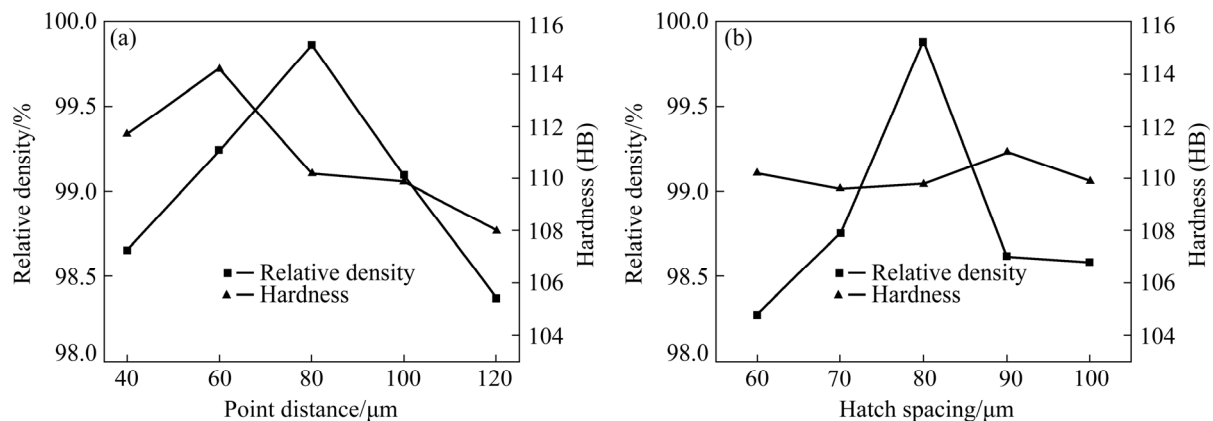 (a)
Relative density/%
100.0
99.5
99.0
98.5
98.0
116
114
112
110
108
106
104
Hardness (HB)
Relative density
Hardness
40 60 80 100 120
Point distance/μm
(b)
Relative density/%
100.0
99.5
99.0
98.5
98.0
116
114
112
110
108
106
104
Hardness (HB)
Relative density
Hardness
60 70 80 90 100
Hatch spacing/μm